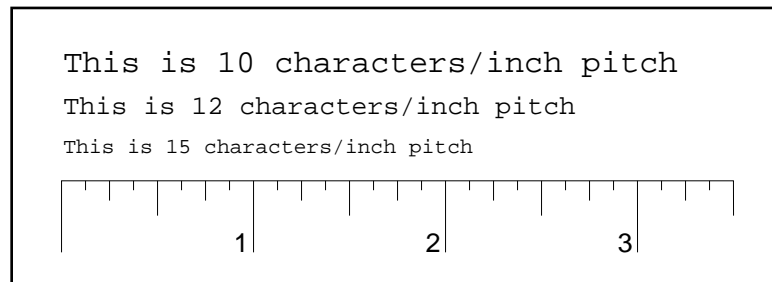 This is 10 characters/inch pitch
This is 12 characters/inch pitch
This is 15 characters/inch pitch
1 2 3